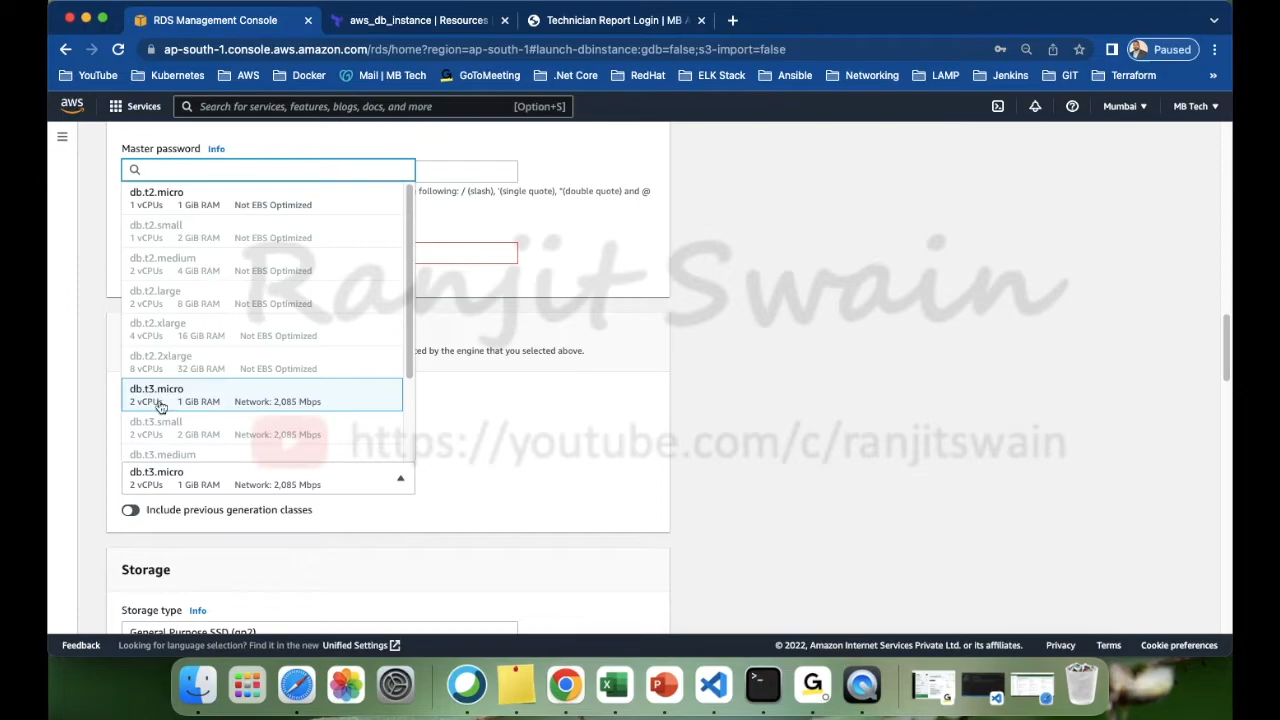 RDS Management Console
aws_db_instance | Resources
Technician Report Login | MB A
ap-south-1.console.aws.amazon.com/rds/home?region=ap-south-1#launch-dbinstance:gdb=false;s3-import=false
Paused
YouTube
Kubernetes
AWS
Docker
Mail | MB Tech
GoToMeeting
.Net Core
RedHat
ELK Stack
Ansible
Networking
LAMP
Jenkins
GIT
Terraform
»
aws
Services
Search for services, features, blogs, docs, and more
[Option+S]
Mumbai
MB Tech
Master password Info
following: / (slash), '(single quote), "(double quote) and @
db.t2.micro
1 vCPUs 1 GiB RAM Not EBS Optimized
db.t2.small
1 vCPUs 2 GiB RAM Not EBS Optimized
db.t2.medium
2 vCPUs 4 GiB RAM Not EBS Optimized
db.t2.large
2 vCPUs 8 GiB RAM Not EBS Optimized
db.t2.xlarge
4 vCPUs 16 GiB RAM Not EBS Optimized
db.t2.2xlarge
8 vCPUs 32 GiB RAM Not EBS Optimized
ed by the engine that you selected above.
db.t3.micro
2 vCPUs 1 GiB RAM Network: 2,085 Mbps
db.t3.small
2 vCPUs 2 GiB RAM Network: 2,085 Mbps
db.t3.medium
db.t3.micro
2 vCPUs 1 GiB RAM Network: 2,085 Mbps
Include previous generation classes
Ranjit Swain
https://youtube.com/c/ranjitswain
Storage
Storage type Info
General Purpose SSD (gp2)
Feedback
Looking for language selection? Find it in the new Unified Settings
© 2022, Amazon Internet Services Private Ltd. or its affiliates.
Privacy
Terms
Cookie preferences